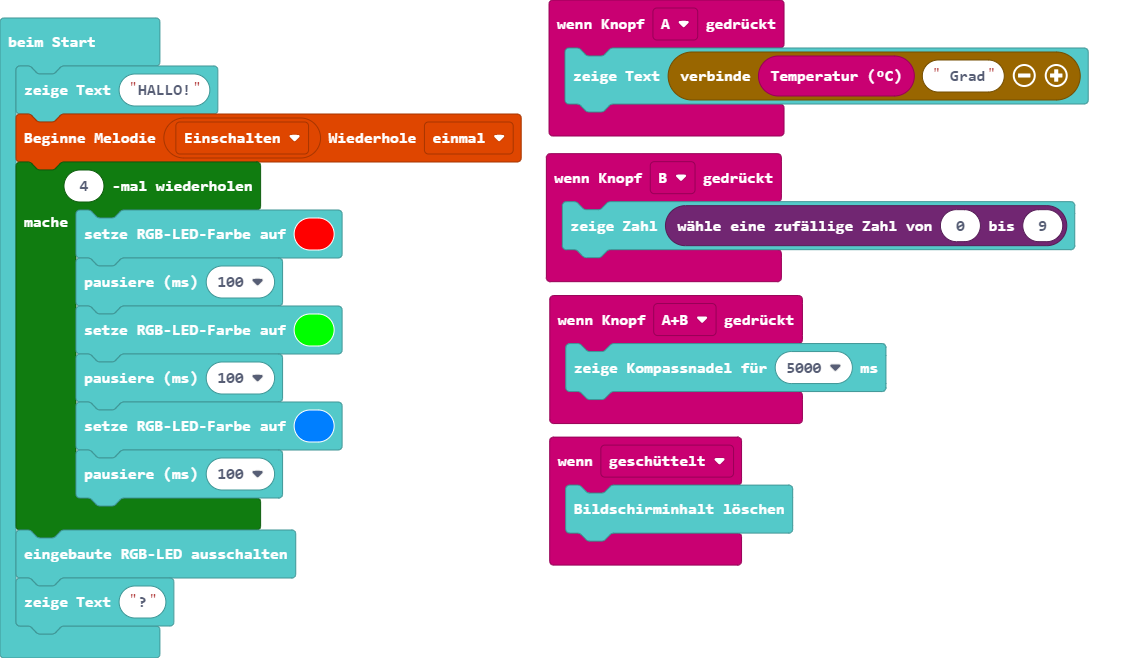 beim Start
zeige Text "HALLO!"
Beginne Melodie Einschalten Wiederhole einmal
4 -mal wiederholen
mache
setze RGB-LED-Farbe auf
pausiere (ms) 100
setze RGB-LED-Farbe auf
pausiere (ms) 100
setze RGB-LED-Farbe auf
pausiere (ms) 100
eingebaute RGB-LED ausschalten
zeige Text "?"
wenn Knopf A gedrückt
zeige Text verbinde Temperatur (ºC) " Grad"
wenn Knopf B gedrückt
zeige Zahl wähle eine zufällige Zahl von 0 bis 9
wenn Knopf A+B gedrückt
zeige Kompassnadel für 5000 ms
wenn geschüttelt
Bildschirminhalt löschen